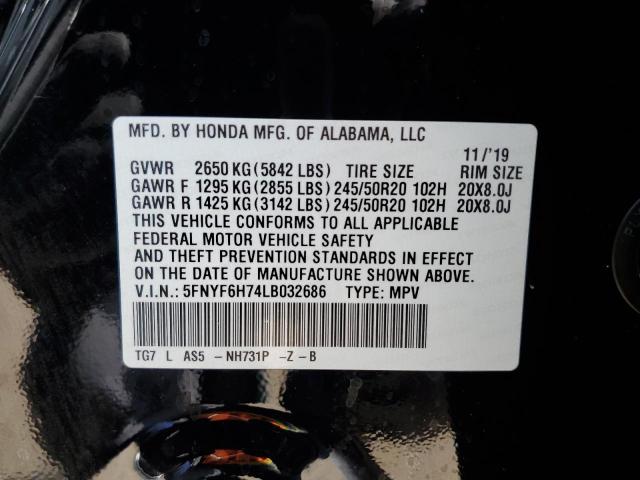 MFD. BY HONDA MFG. OF ALABAMA, LLC
11/'19
GVWR 2650 KG (5842 LBS) TIRE SIZE RIM SIZE
GAWR F 1295 KG (2855 LBS) 245/50R20 102H 20X8.0J
GAWR R 1425 KG (3142 LBS) 245/50R20 102H 20X8.0J
THIS VEHICLE CONFORMS TO ALL APPLICABLE
FEDERAL MOTOR VEHICLE SAFETY
AND THEFT PREVENTION STANDARDS IN EFFECT
ON THE DATE OF MANUFACTURE SHOWN ABOVE.
V.I.N.: 5FNYF6H74LB032686 TYPE: MPV
TG7 L AS5 -NH731P -Z-B